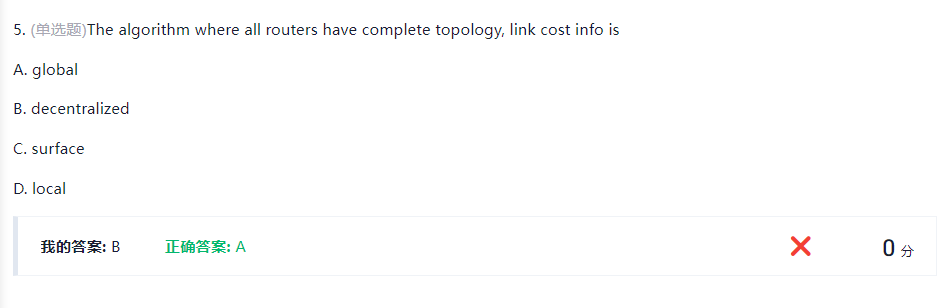 5. (单选题)The algorithm where all routers have complete topology, link cost info is
A. global
B. decentralized
C. surface
D. local
我的答案: B 正确答案: A 0 分